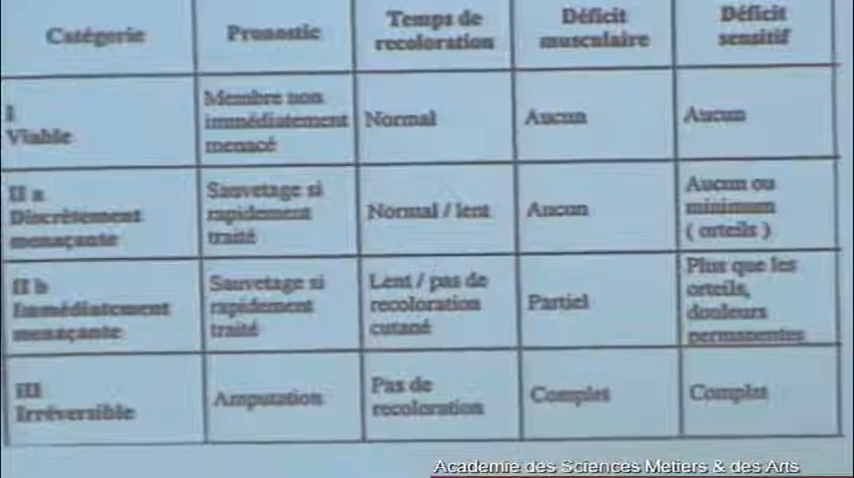 Catégorie
Pronostic
Temps de
recoloration
Déficit
musculaire
Déficit
sensitif
I
Viable
Membre non
immédiatement
menacé
Normal
Aucun
Aucun
II a
Discrètement
menaçante
Sauvetage si
rapidement
traité
Normal / lent
Aucun
Aucun ou
minimum
( orteils )
II b
Immédiatement
menaçante
Sauvetage si
rapidement
traité
Lent / pas de
recoloration
cutané
Partiel
Plus que les
orteils,
douleurs
permanentes
III
Irréversible
Amputation
Pas de
recoloration
Complet
Complet
Academie des Sciences Metiers & des Arts